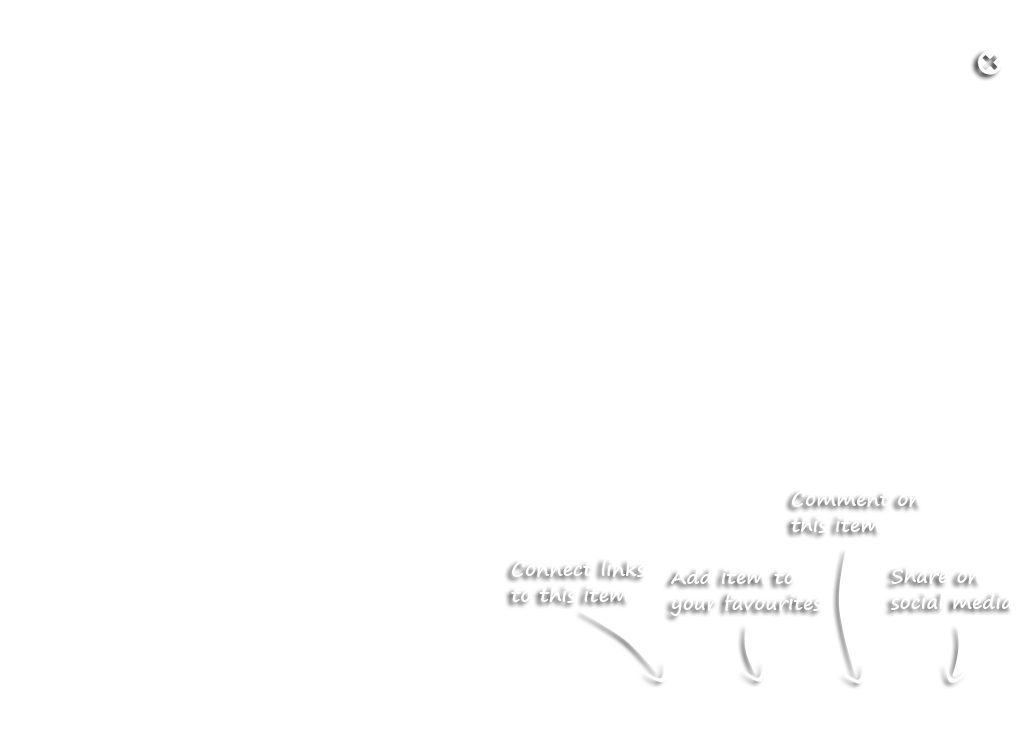 Comment on
this item
Connect links
to this item
Add item to
your favourites
Share on
social media